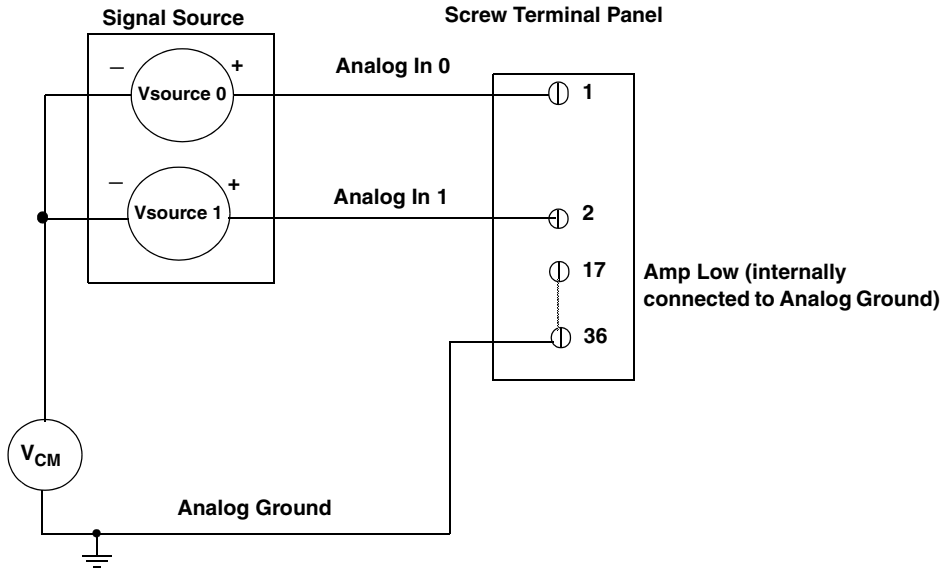 Signal Source
Screw Terminal Panel
– +
Vsource 0
Analog In 0
1
– +
Vsource 1
Analog In 1
2
17
Amp Low (internally
connected to Analog Ground)
36
VCM
Analog Ground